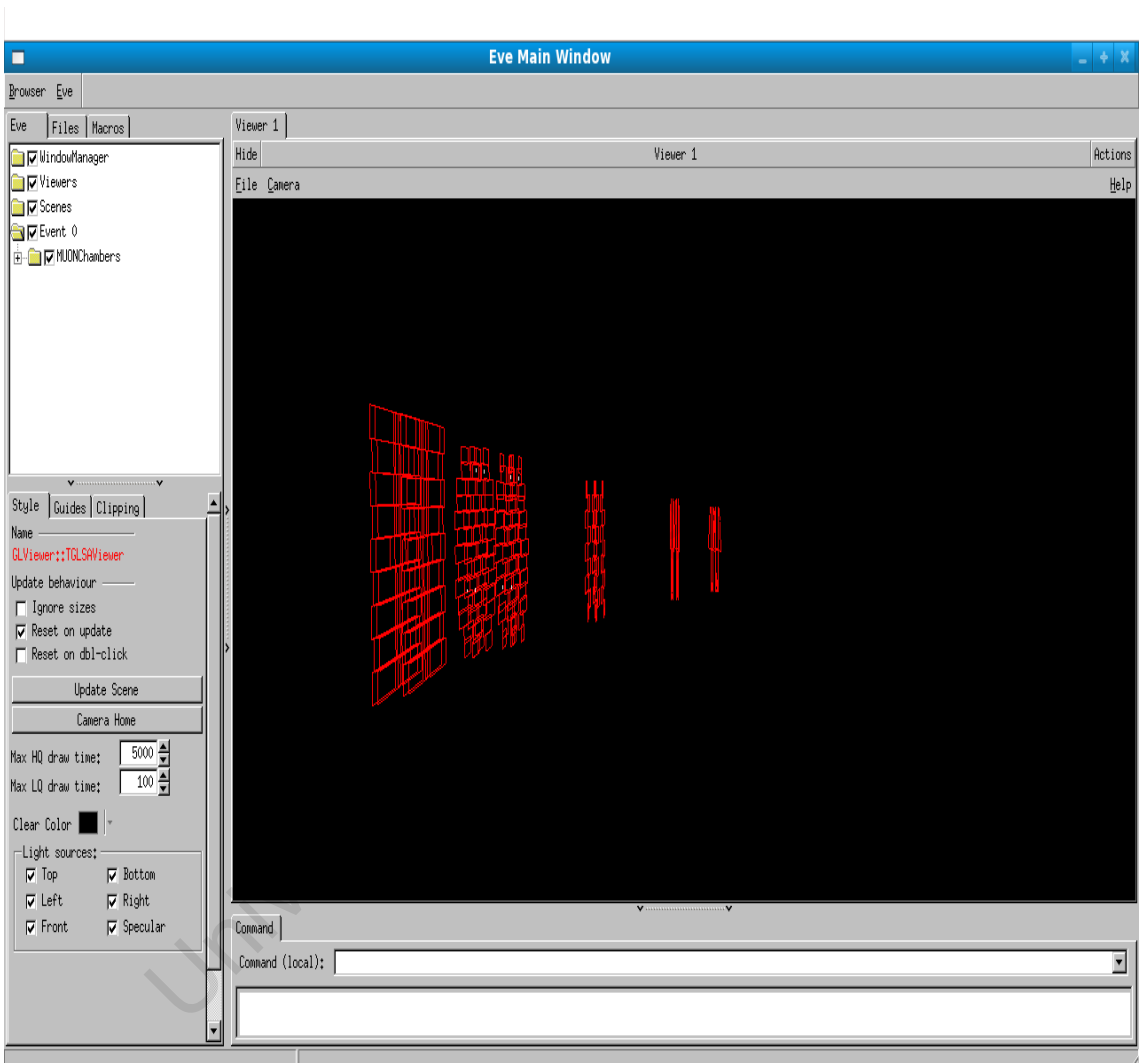 Eve Main Window
Browser Eve
Eve Files Macros
Viewer 1
WindowManager
Hide Viewer 1 Actions
Viewers
File Camera Help
Scenes
Event 0
MUONChambers
Style Guides Clipping
Name
GLViewer::TGLSAViewer
Update behaviour
Ignore sizes
Reset on update
Reset on dbl-click
Update Scene
Camera Home
Max HQ draw time: 5000
Max LQ draw time: 100
Clear Color
Light sources:
Top Bottom
Left Right
Front Specular
Command
Command (local):